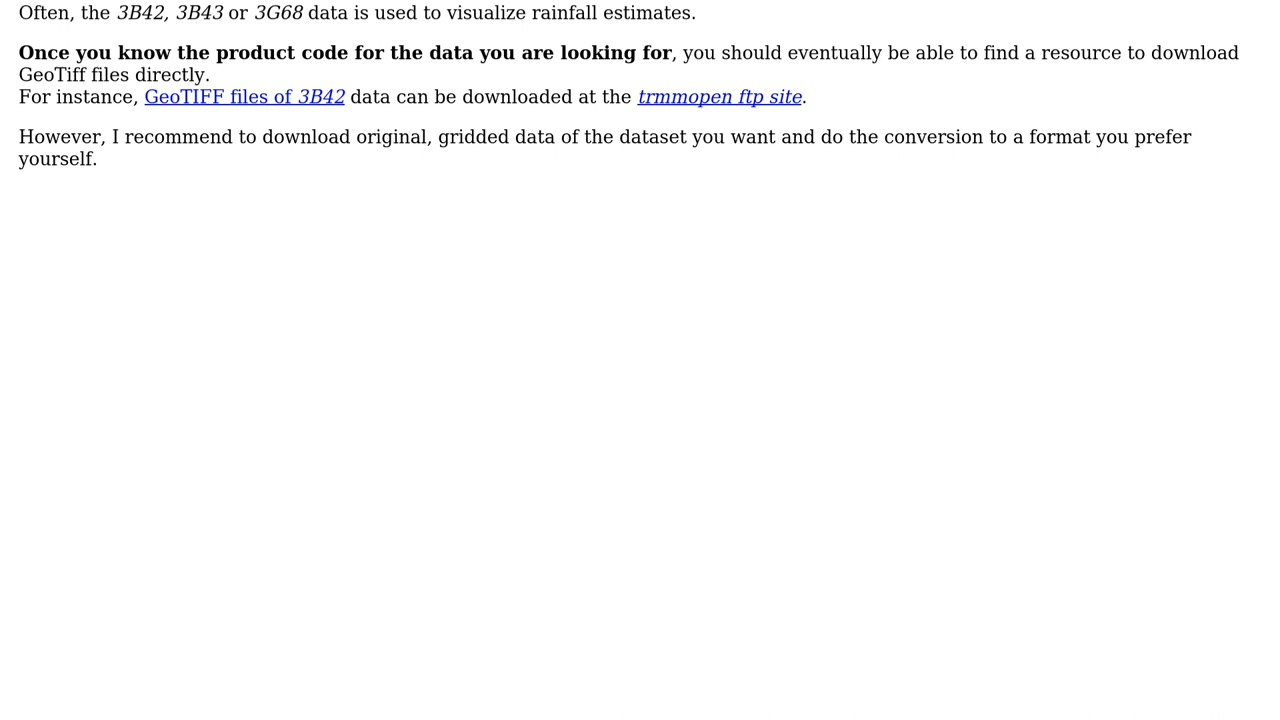 Often, the 3B42, 3B43 or 3G68 data is used to visualize rainfall estimates.
Once you know the product code for the data you are looking for, you should eventually be able to find a resource to download
GeoTiff files directly.
For instance, GeoTIFF files of 3B42 data can be downloaded at the trmmopen ftp site.
However, I recommend to download original, gridded data of the dataset you want and do the conversion to a format you prefer
yourself.